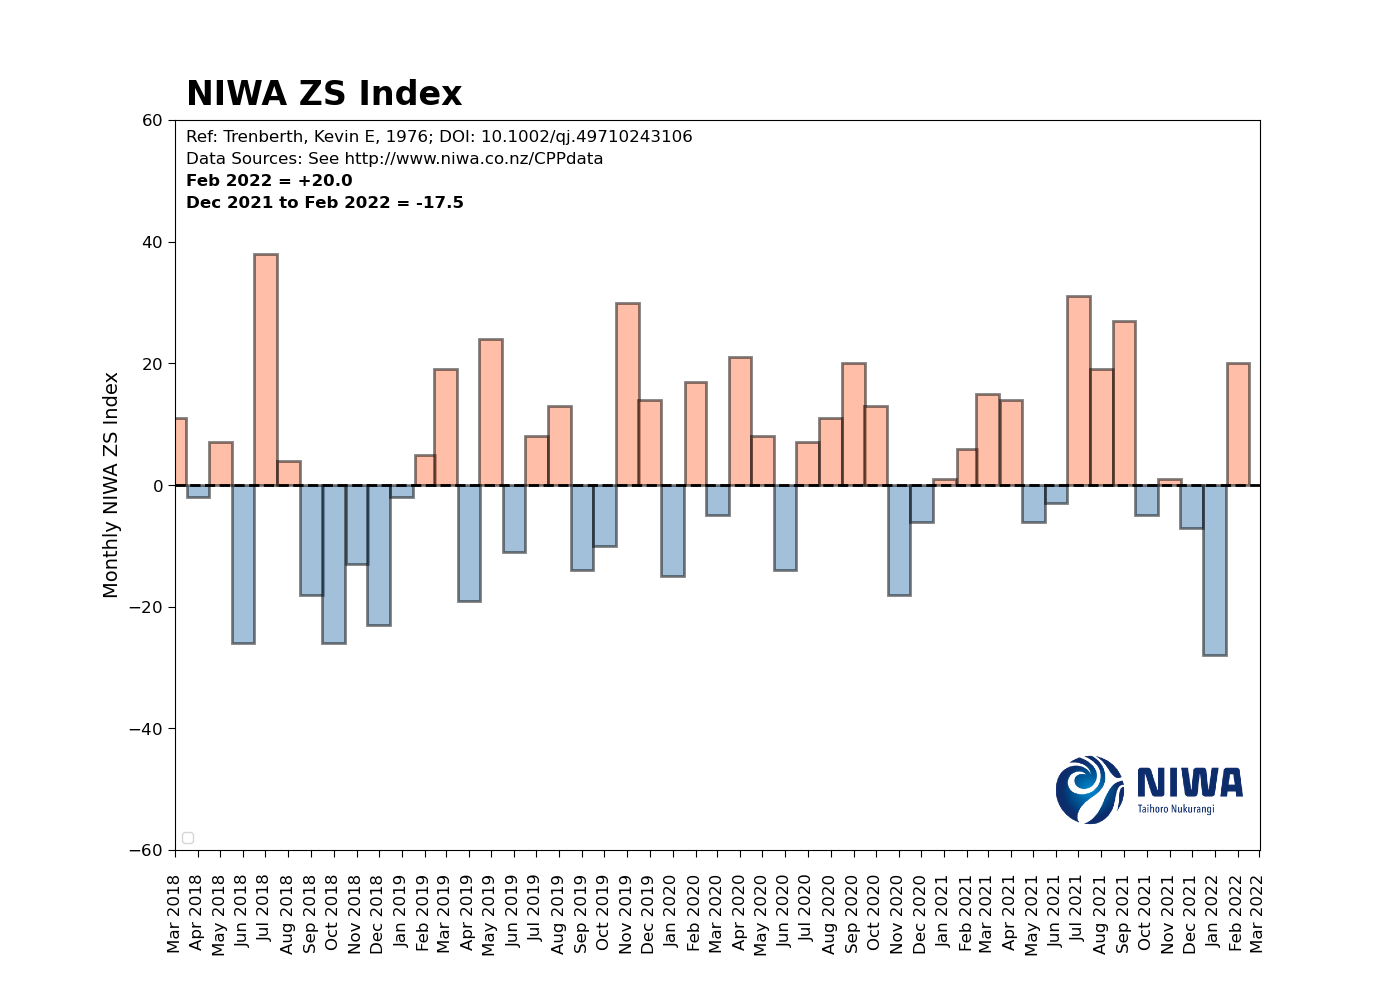 NIWA ZS Index
Ref: Trenberth, Kevin E, 1976; DOI: 10.1002/qj.49710243106
Data Sources: See http://www.niwa.co.nz/CPPdata
Feb 2022 = +20.0
Dec 2021 to Feb 2022 = -17.5
Monthly NIWA ZS Index
60
40
20
0
−20
−40
−60
NIWA
Taihoro Nukurangi
Mar 2018
Apr 2018
May 2018
Jun 2018
Jul 2018
Aug 2018
Sep 2018
Oct 2018
Nov 2018
Dec 2018
Jan 2019
Feb 2019
Mar 2019
Apr 2019
May 2019
Jun 2019
Jul 2019
Aug 2019
Sep 2019
Oct 2019
Nov 2019
Dec 2019
Jan 2020
Feb 2020
Mar 2020
Apr 2020
May 2020
Jun 2020
Jul 2020
Aug 2020
Sep 2020
Oct 2020
Nov 2020
Dec 2020
Jan 2021
Feb 2021
Mar 2021
Apr 2021
May 2021
Jun 2021
Jul 2021
Aug 2021
Sep 2021
Oct 2021
Nov 2021
Dec 2021
Jan 2022
Feb 2022
Mar 2022